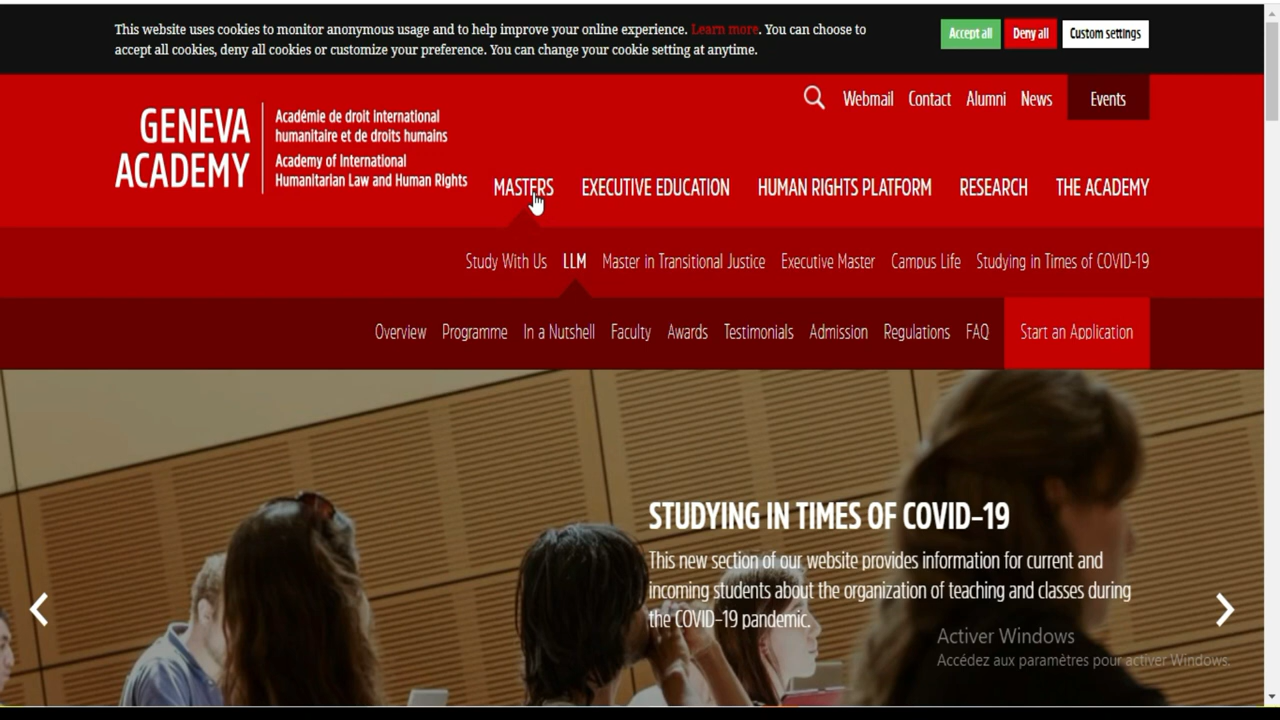 This website uses cookies to monitor anonymous usage and to help improve your online experience. Learn more. You can choose to
accept all cookies, deny all cookies or customize your preference. You can change your cookie setting at anytime.
Accept all
Deny all
Custom settings
Webmail
Contact
Alumni
News
Events
GENEVA
ACADEMY
Académie de droit international
humanitaire et de droits humains
Academy of International
Humanitarian Law and Human Rights
MASTERS
EXECUTIVE EDUCATION
HUMAN RIGHTS PLATFORM
RESEARCH
THE ACADEMY
Study With Us
LLM
Master in Transitional Justice
Executive Master
Campus Life
Studying in Times of COVID-19
Overview
Programme
In a Nutshell
Faculty
Awards
Testimonials
Admission
Regulations
FAQ
Start an Application
STUDYING IN TIMES OF COVID-19
This new section of our website provides information for current and
incoming students about the organization of teaching and classes during
the COVID-19 pandemic.
Activer Windows
Accédez aux paramètres pour activer Windows.